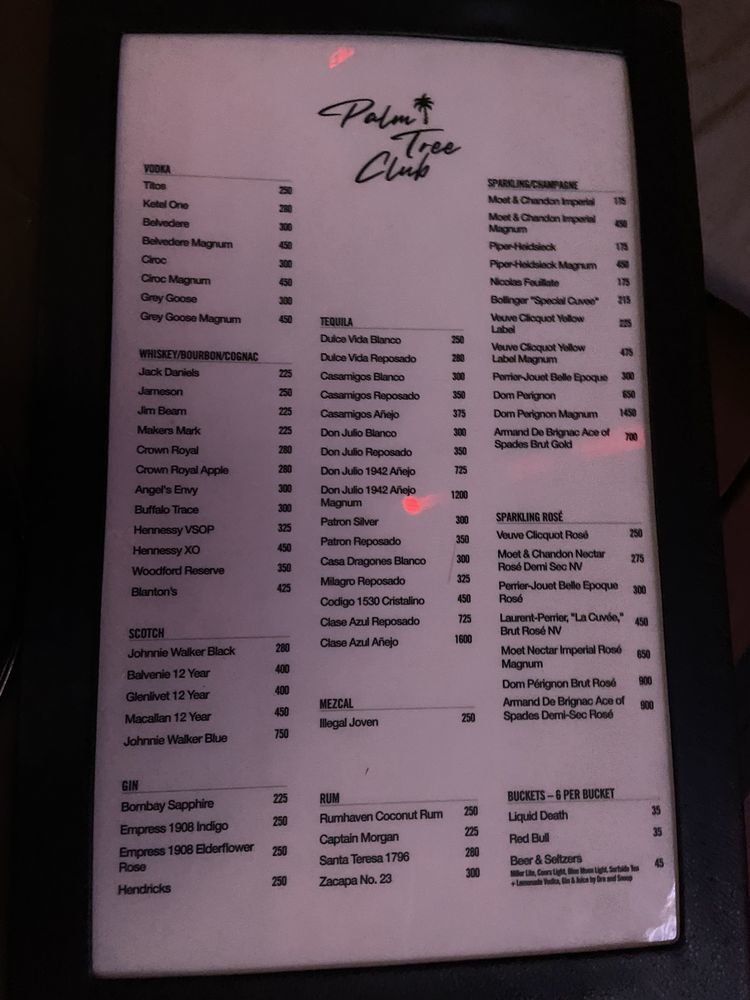 Palm
Tree
Club
VODKA
Titos 250
Ketel One 280
Belvedere 300
Belvedere Magnum 450
Ciroc 300
Ciroc Magnum 450
Grey Goose 300
Grey Goose Magnum 450
WHISKEY/BOURBON/COGNAC
Jack Daniels 225
Jameson 250
Jim Beam 225
Makers Mark 225
Crown Royal 280
Crown Royal Apple 280
Angel's Envy 300
Buffalo Trace 300
Hennessy VSOP 325
Hennessy XO 450
Woodford Reserve 350
Blanton's 425
SCOTCH
Johnnie Walker Black 280
Balvenie 12 Year 400
Glenlivet 12 Year 400
Macallan 12 Year 450
Johnnie Walker Blue 750
GIN
Bombay Sapphire 225
Empress 1908 Indigo 250
Empress 1908 Elderflower
Rose 250
Hendricks 250
TEQUILA
Dulce Vida Blanco 250
Dulce Vida Reposado 280
Casamigos Blanco 300
Casamigos Reposado 350
Casamigos Añejo 375
Don Julio Blanco 300
Don Julio Reposado 350
Don Julio 1942 Añejo 725
Don Julio 1942 Añejo
Magnum 1200
Patron Silver 300
Patron Reposado 350
Casa Dragones Blanco 300
Milagro Reposado 325
Codigo 1530 Cristalino 450
Clase Azul Reposado 725
Clase Azul Añejo 1600
MEZCAL
Illegal Joven 250
RUM
Rumhaven Coconut Rum 250
Captain Morgan 225
Santa Teresa 1796 280
Zacapa No. 23 300
SPARKLING/CHAMPAGNE
Moet & Chandon Imperial 175
Moet & Chandon Imperial
Magnum 450
Piper-Heidsieck 175
Piper-Heidsieck Magnum 450
Nicolas Feuillate 175
Bollinger "Special Cuvee" 215
Veuve Clicquot Yellow
Label 225
Veuve Clicquot Yellow
Label Magnum 475
Perrier-Jouet Belle Epoque 300
Dom Perignon 650
Dom Perignon Magnum 1450
Armand De Brignac Ace of
Spades Brut Gold 700
SPARKLING ROSÉ
Veuve Clicquot Rosé 250
Moet & Chandon Nectar
Rosé Demi Sec NV 275
Perrier-Jouet Belle Epoque
Rosé 300
Laurent-Perrier, "La Cuvée,"
Brut Rosé NV 450
Moet Nectar Imperial Rosé
Magnum 650
Dom Pérignon Brut Rosé 900
Armand De Brignac Ace of
Spades Demi-Sec Rosé 900
BUCKETS – 6 PER BUCKET
Liquid Death 35
Red Bull 35
Beer & Seltzers 45
Miller Lite, Coors Light, Blue Moon Light, Surfside Tea
+ Lemonade Vodka, Gin & Juice by Dre and Snoop